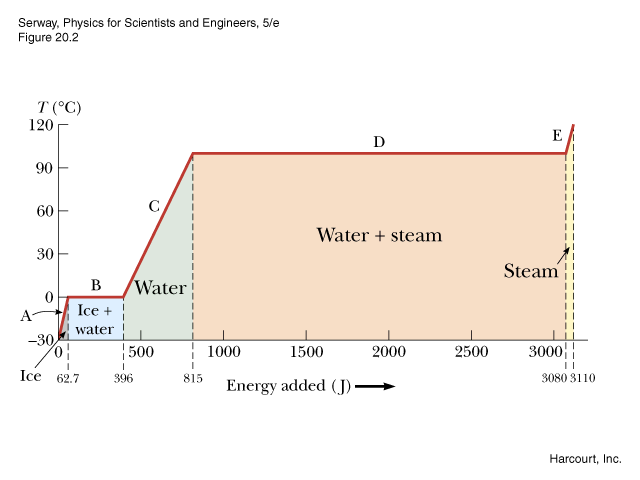 Serway, Physics for Scientists and Engineers, 5/e
Figure 20.2
T (°C)
120
90
60
30
0
–30
A
B
C
D
E
Ice +
water
Water
Water + steam
Steam
Ice
0
500
1000
1500
2000
2500
3000
62.7
396
815
3080
3110
Energy added (J)
Harcourt, Inc.